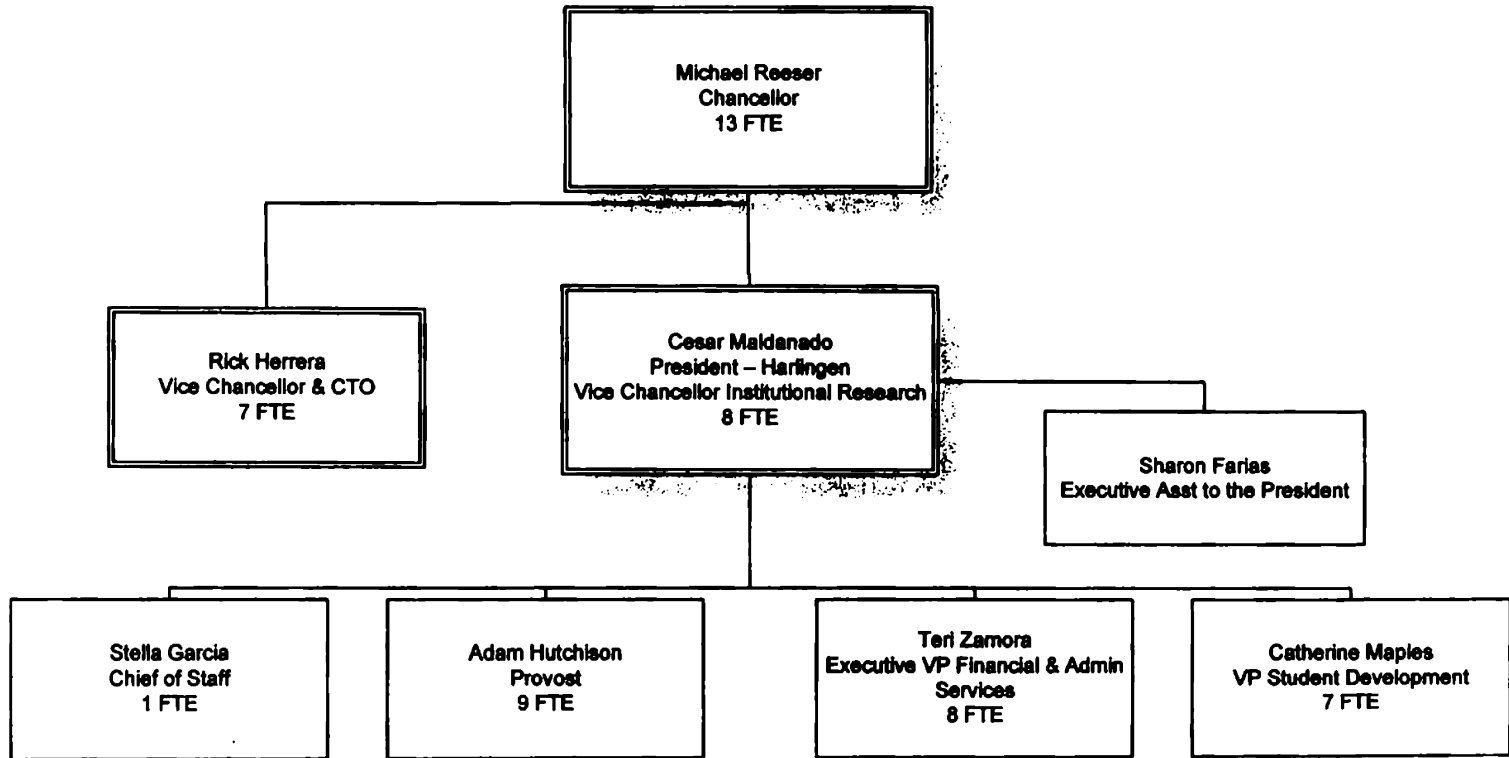 Michael Reeser
Chancellor
13 FTE
Rick Herrera
Vice Chancellor & CTO
7 FTE
Cesar Maldanado
President – Harlingen
Vice Chancellor Institutional Research
8 FTE
Sharon Farias
Executive Asst to the President
Stella Garcia
Chief of Staff
1 FTE
Adam Hutchison
Provost
9 FTE
Teri Zamora
Executive VP Financial & Admin
Services
8 FTE
Catherine Maples
VP Student Development
7 FTE